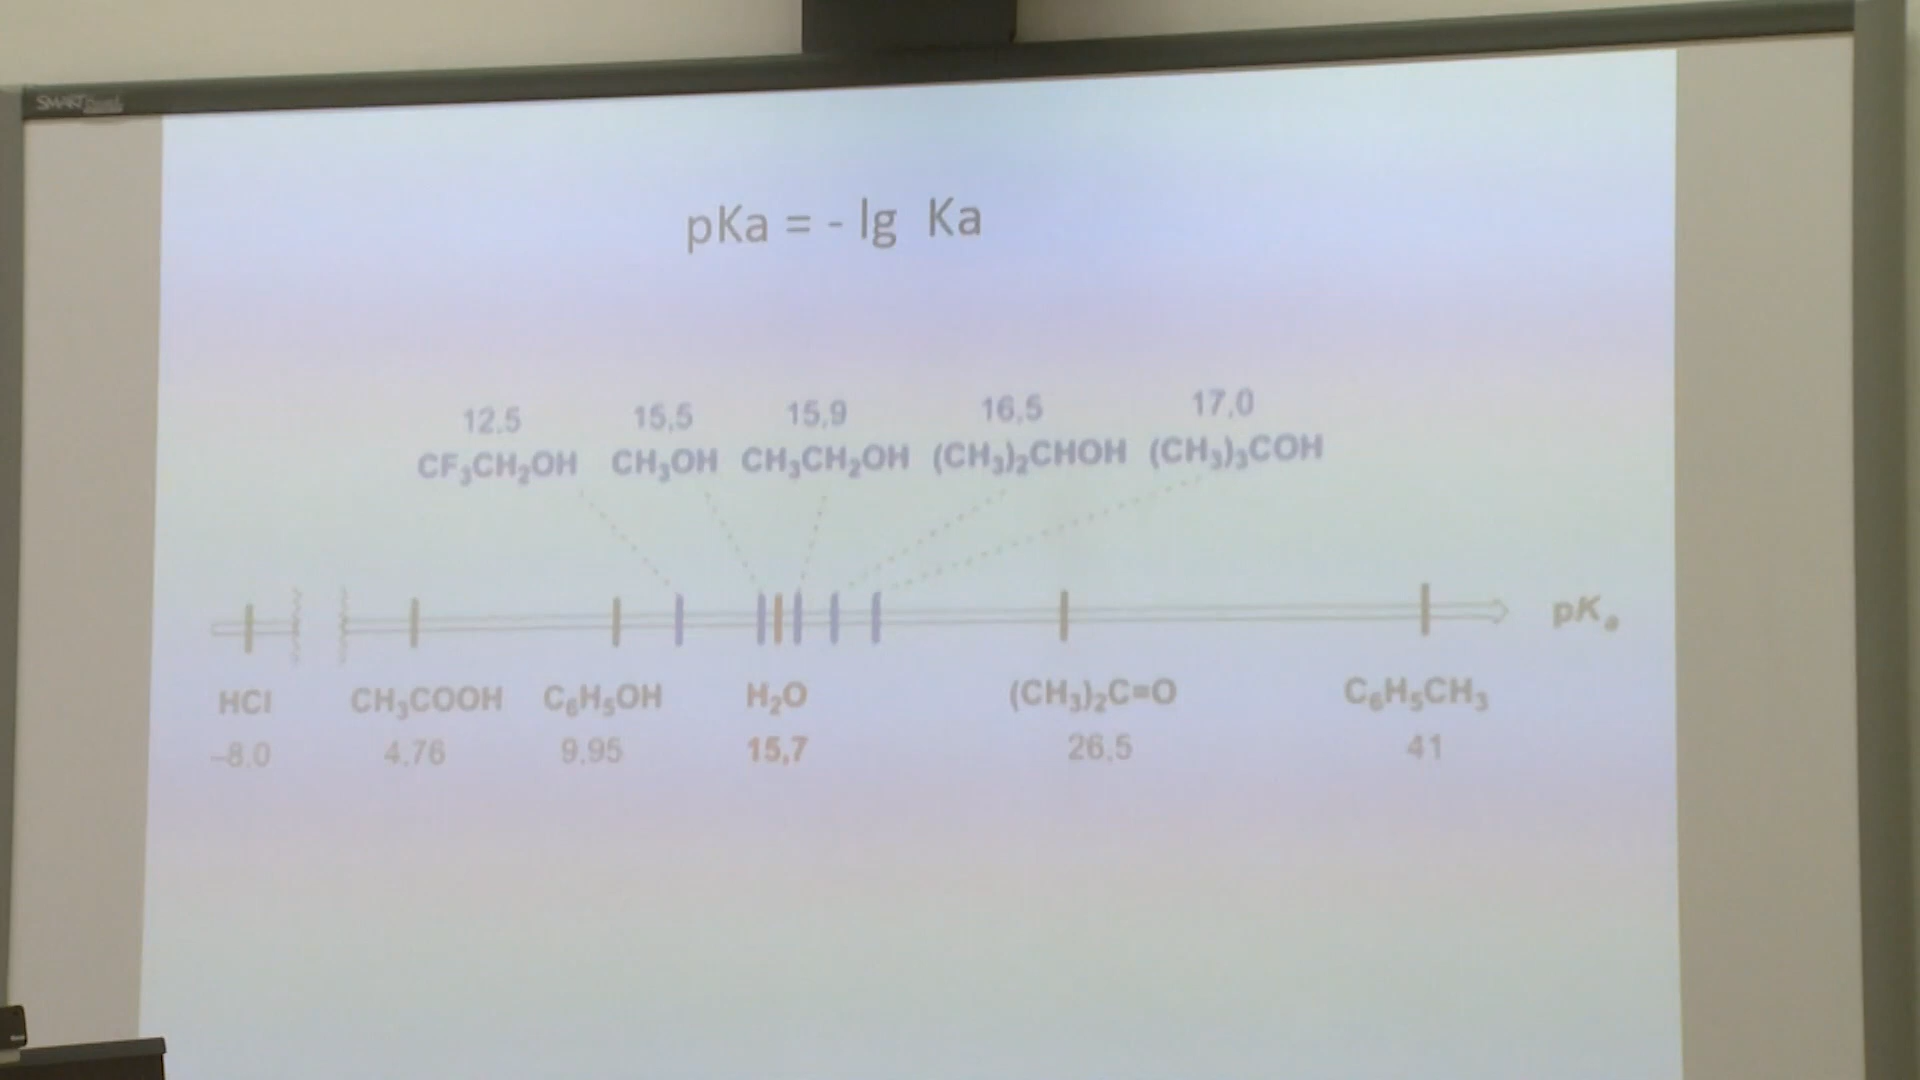 SMART
pKa = - lg Ka
12,5 15,5 15,9 16,5 17,0
CF₃CH₂OH CH₃OH CH₃CH₂OH (CH₃)₂CHOH (CH₃)₃COH
pKₐ
HCl CH₃COOH C₆H₅OH H₂O (CH₃)₂C=O C₆H₅CH₃
–8.0 4,76 9,95 15,7 26,5 41